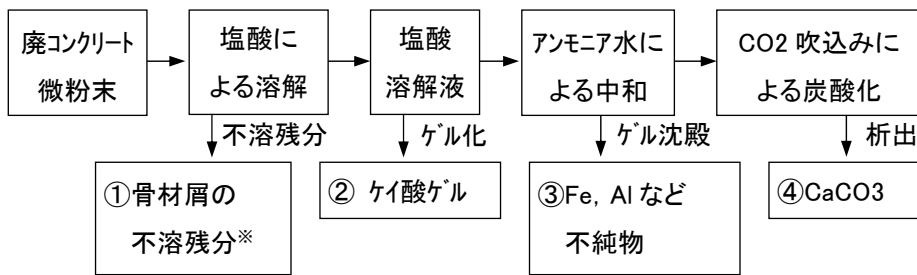 廃コンクリート
微粉末
塩酸に
よる溶解
塩酸
溶解液
アンモニア水に
よる中和
CO2 吹込みに
よる炭酸化
不溶残分
ｹﾞﾙ化
ｹﾞﾙ沈殿
析出
①骨材屑の
不溶残分※
② ケイ酸ｹﾞﾙ
③Fe, Al など
不純物
④CaCO3